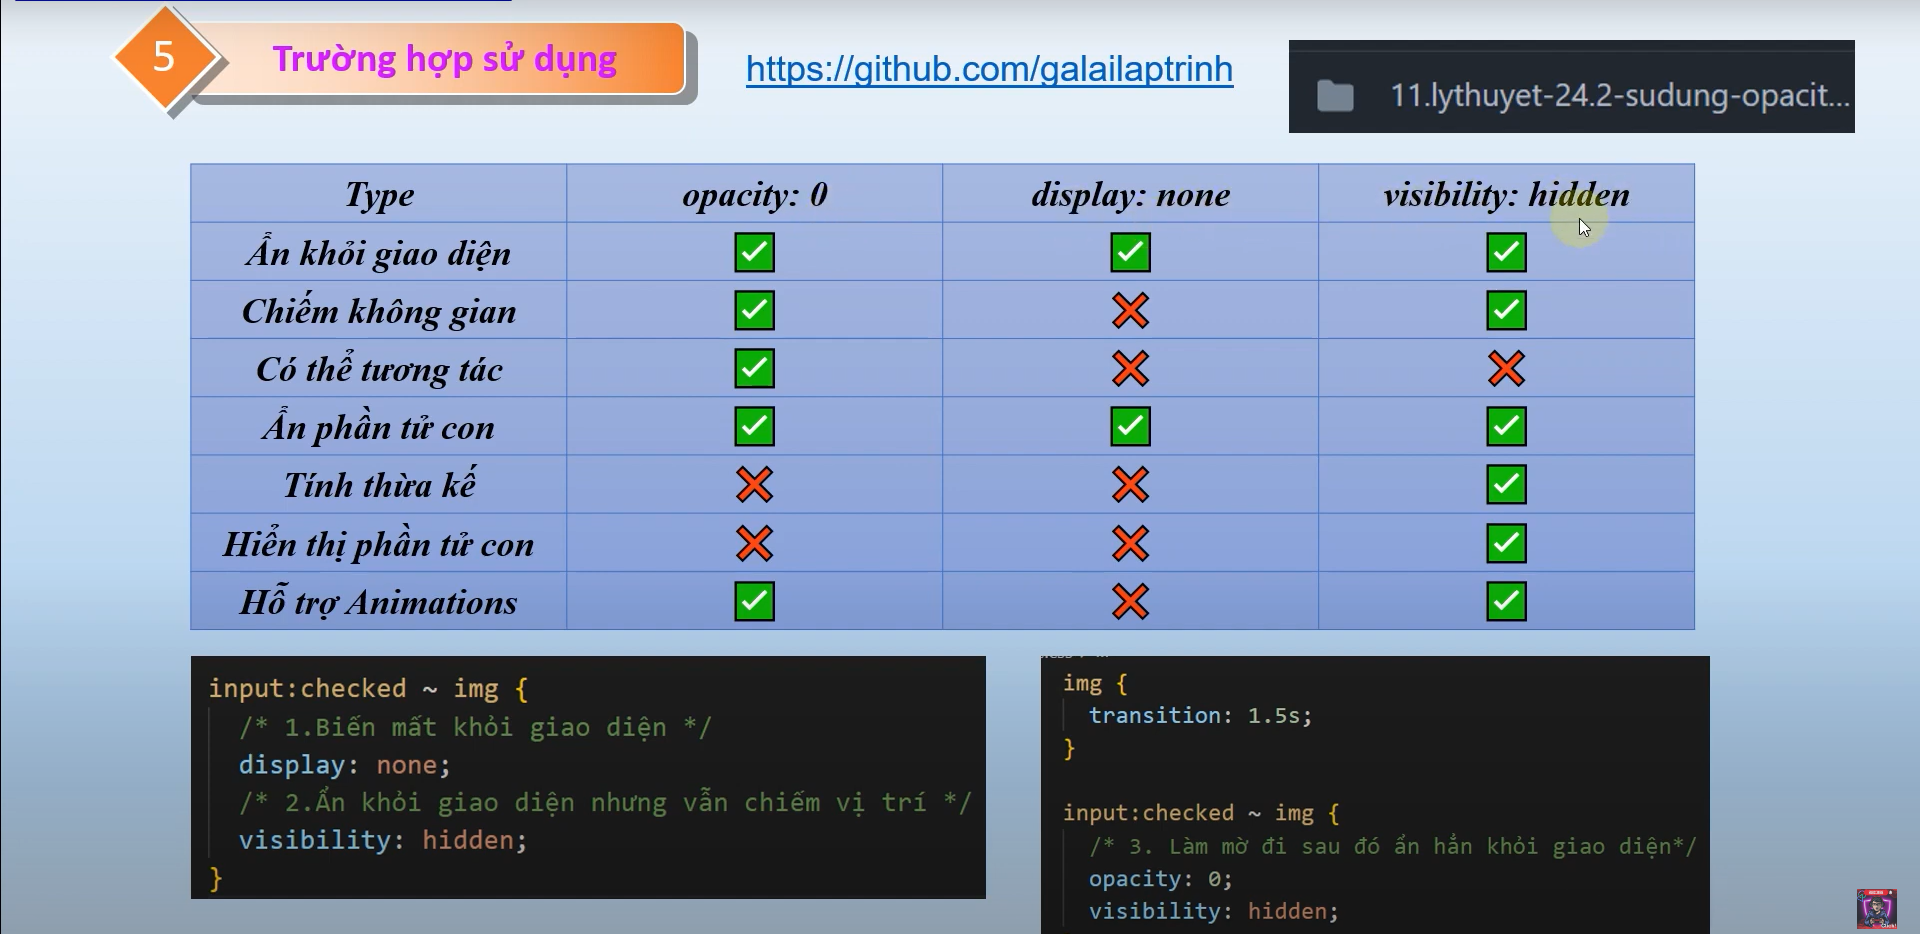 5
Trường hợp sử dụng
https://github.com/galailaptrinh
11.lythuyet-24.2-sudung-opacit...
Type opacity: 0 display: none visibility: hidden
Ẩn khỏi giao diện ✅ ✅ ✅
Chiếm không gian ✅ ❌ ✅
Có thể tương tác ✅ ❌ ❌
Ẩn phần tử con ✅ ✅ ✅
Tính thừa kế ❌ ❌ ✅
Hiển thị phần tử con ❌ ❌ ✅
Hỗ trợ Animations ✅ ❌ ✅
input:checked ~ img {
/* 1.Biến mất khỏi giao diện */
display: none;
/* 2.Ẩn khỏi giao diện nhưng vẫn chiếm vị trí */
visibility: hidden;
}
img {
transition: 1.5s;
}
input:checked ~ img {
/* 3. Làm mờ đi sau đó ẩn hẳn khỏi giao diện*/
opacity: 0;
visibility: hidden;